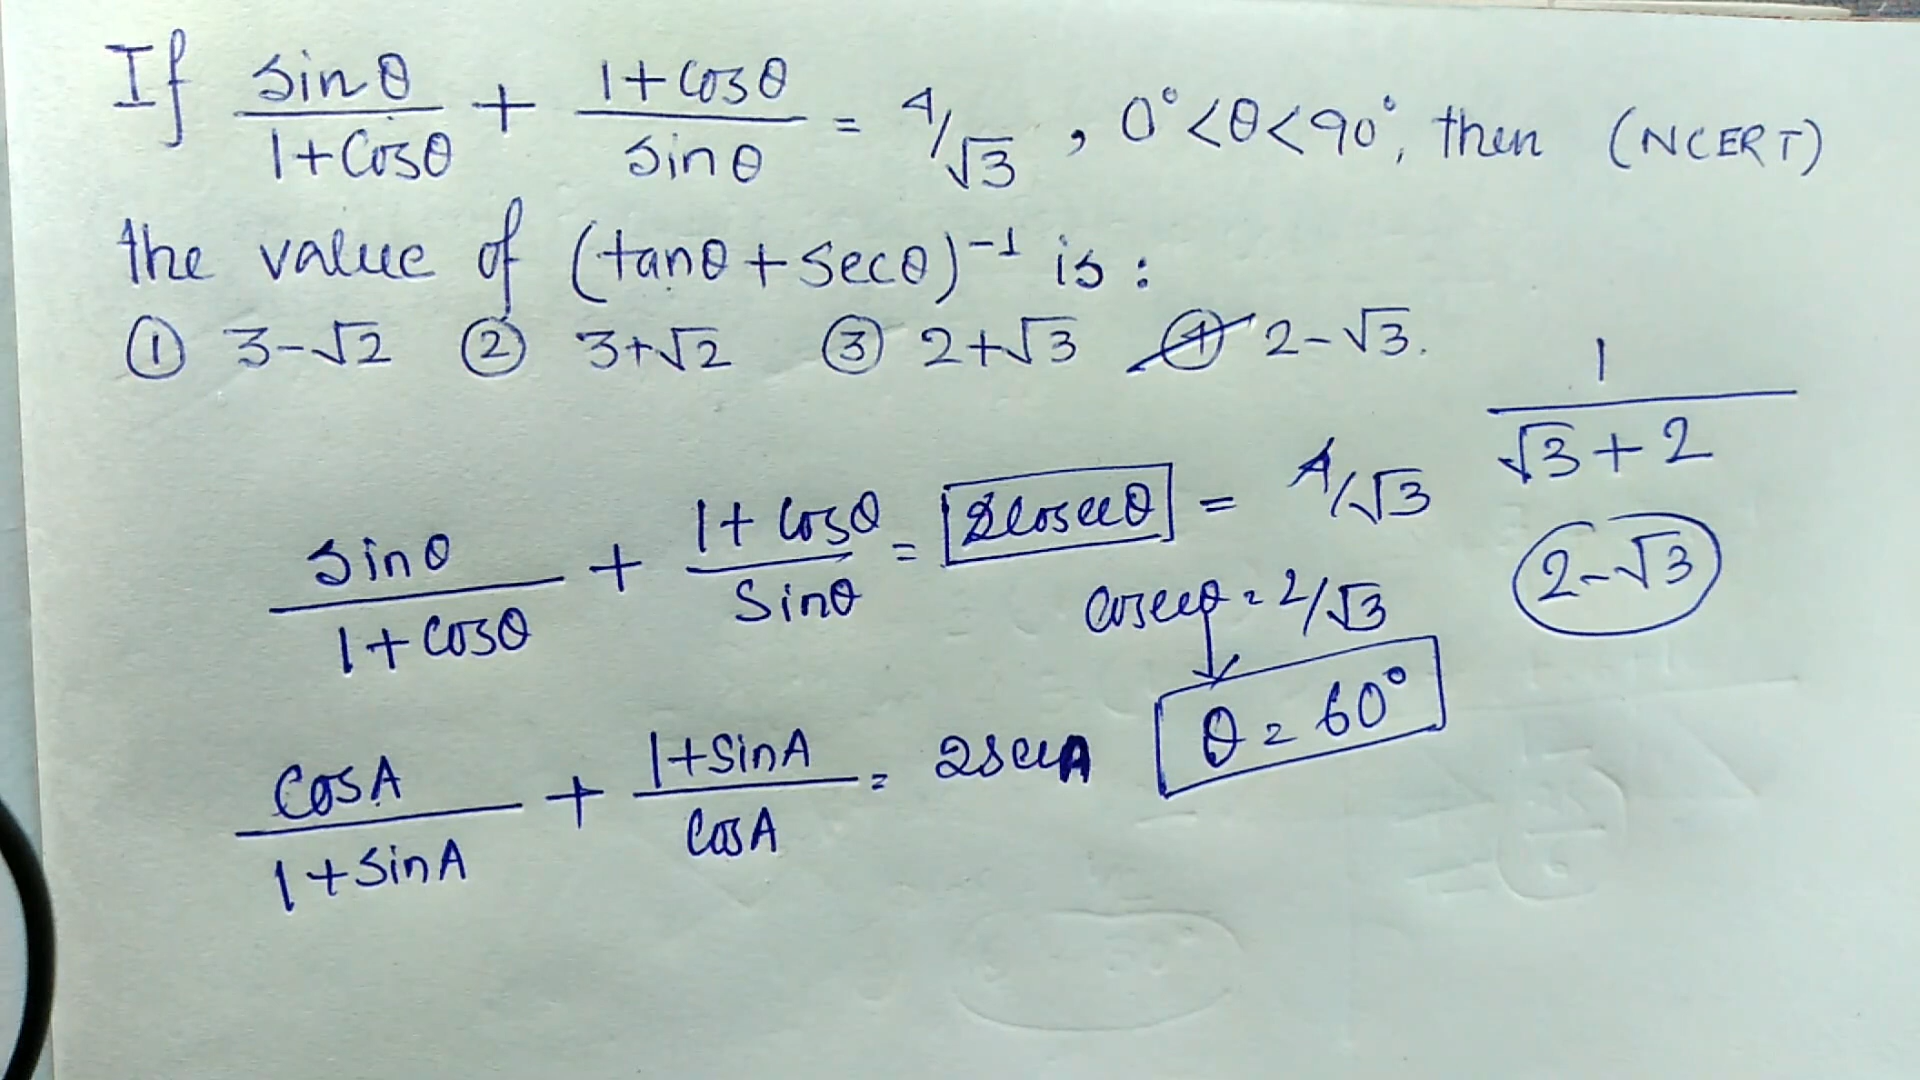 If sinθ/1+Cosθ + 1+cosθ/sinθ = 4/√3 , 0°<θ<90°, then (NCERT)
the value of (tanθ+secθ)⁻¹ is :
① 3-√2 ② 3+√2 ③ 2+√3 ④ 2-√3.
1/√3+2
sinθ/1+cosθ + 1+cosθ/sinθ = 2cosecθ = 4/√3
2-√3
cosecθ = 2/√3
θ = 60°
cosA/1+sinA + 1+sinA/cosA = 2secA